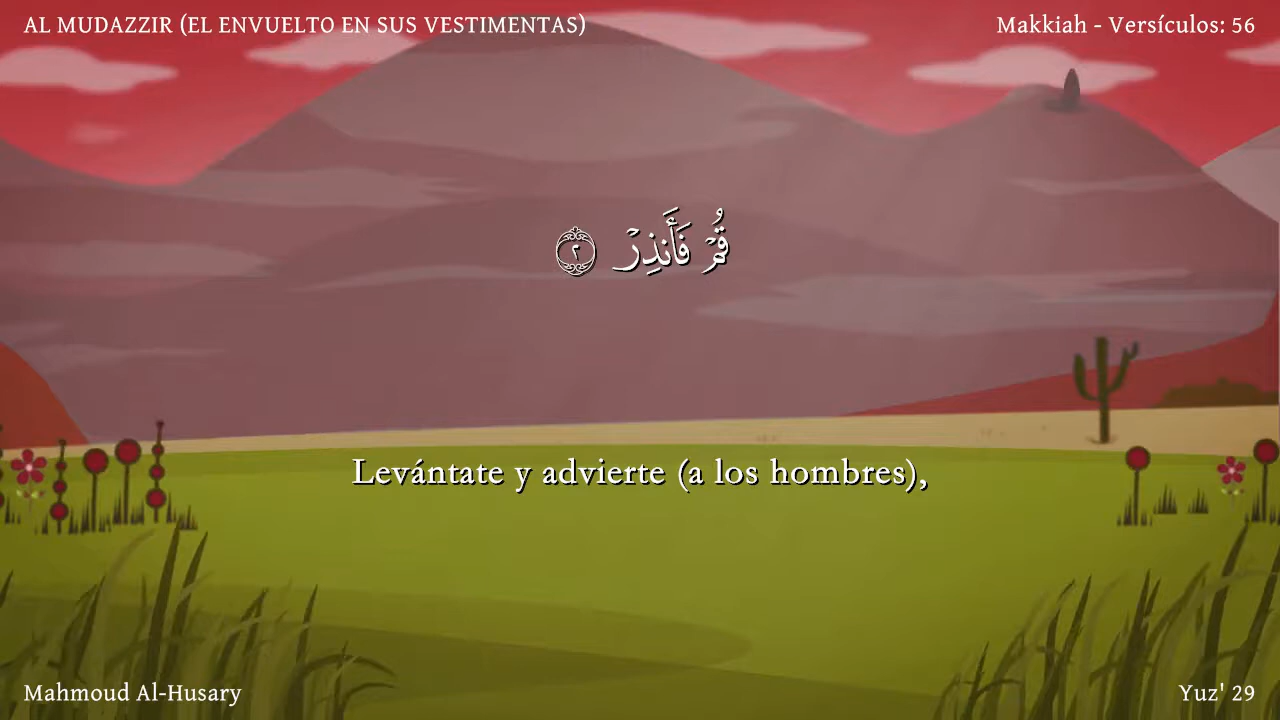 AL MUDAZZIR (EL ENVUELTO EN SUS VESTIMENTAS)
Makkiah - Versículos: 56
قُمْ فَأَنذِرْ ٢
Levántate y advierte (a los hombres),
Mahmoud Al-Husary
Yuz' 29